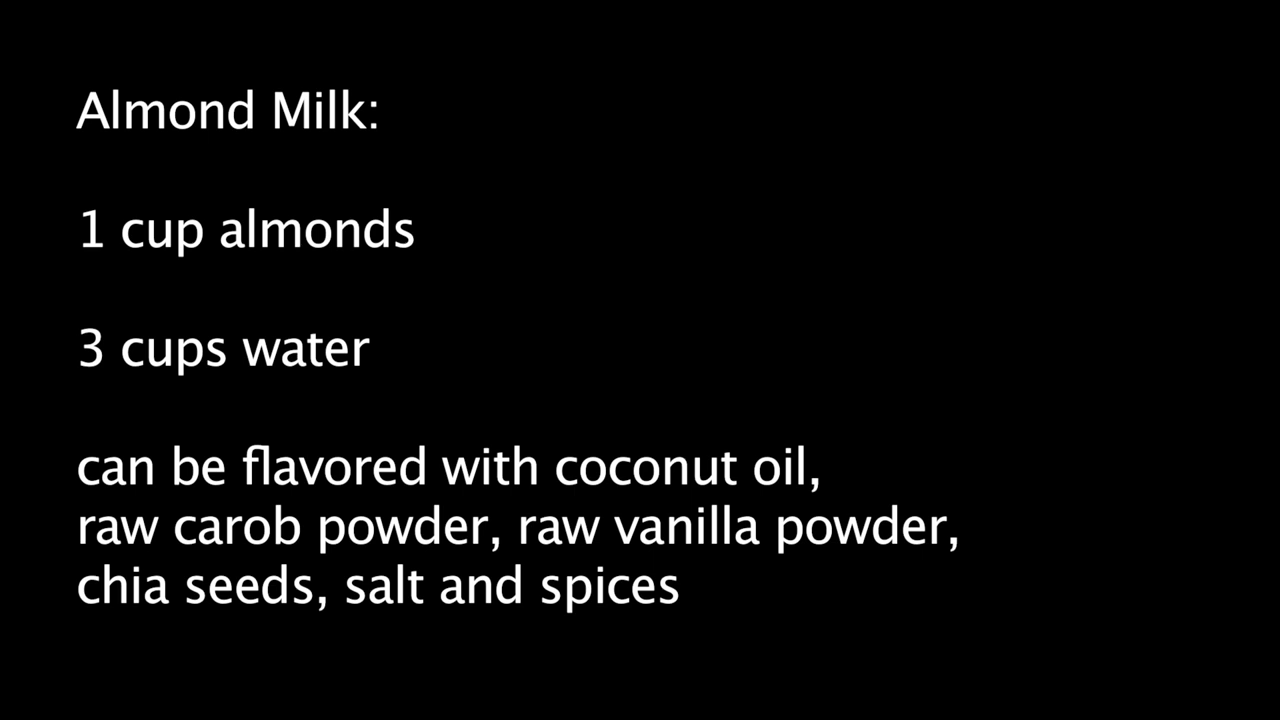 Almond Milk:
1 cup almonds
3 cups water
can be flavored with coconut oil,
raw carob powder, raw vanilla powder,
chia seeds, salt and spices